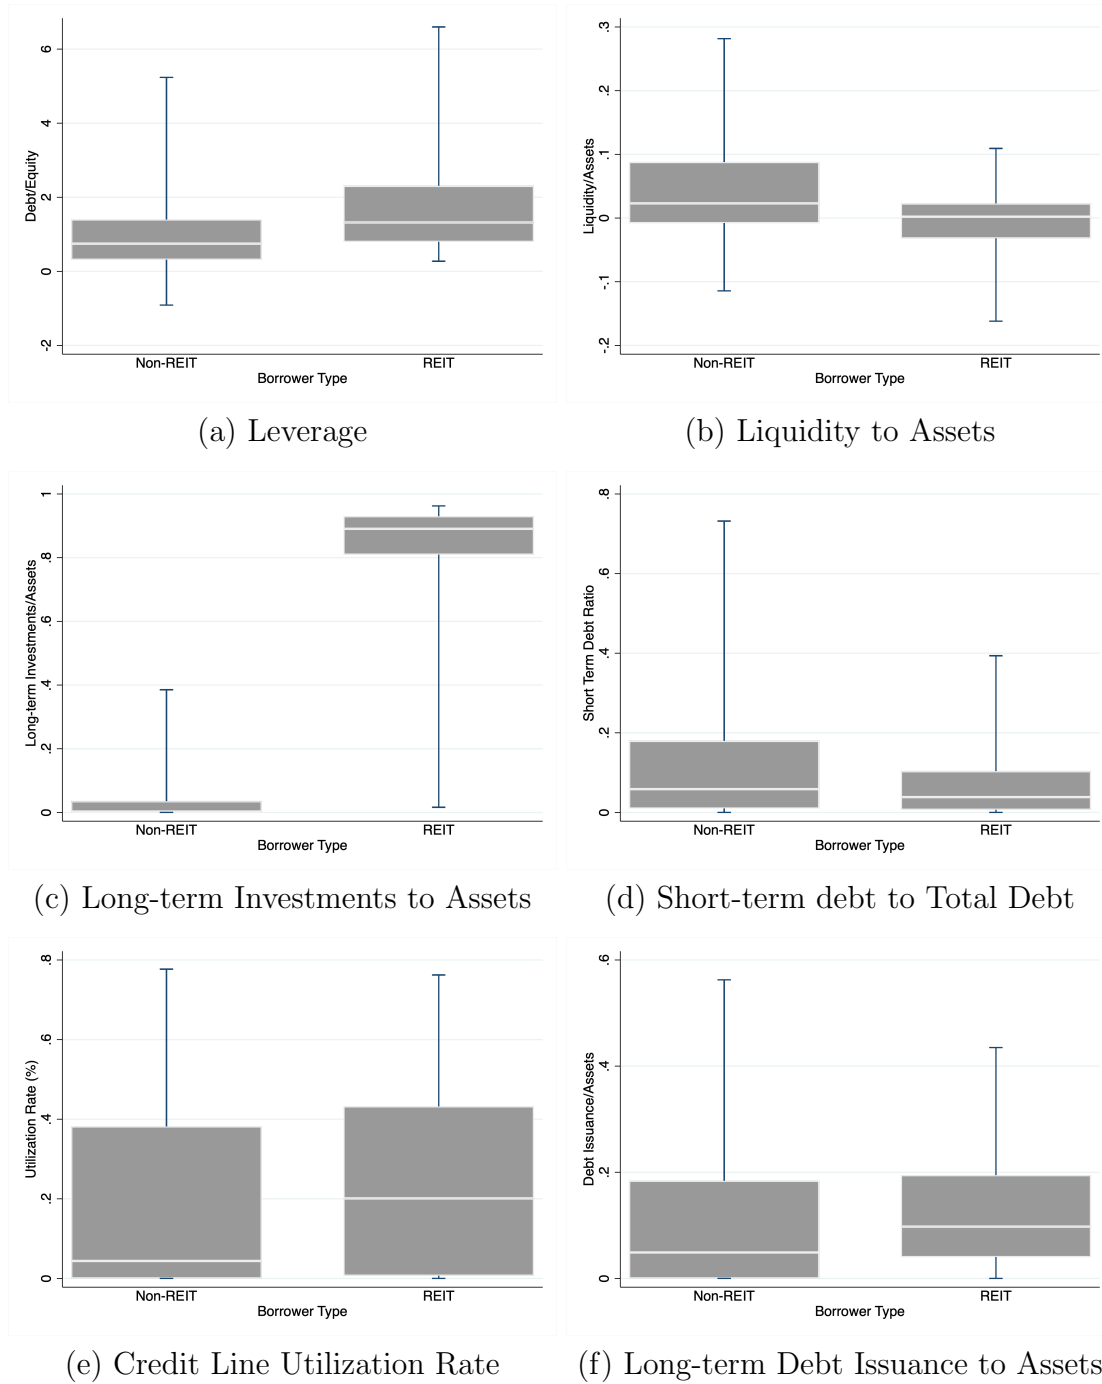 Debt/Equity
6
4
2
0
-2
Non-REIT REIT
Borrower Type
(a) Leverage
Liquidity/Assets
.3
.2
.1
0
-.1
-.2
Non-REIT REIT
Borrower Type
(b) Liquidity to Assets
Long-term Investments/Assets
1
.8
.6
.4
.2
0
Non-REIT REIT
Borrower Type
(c) Long-term Investments to Assets
Short Term Debt Ratio
.8
.6
.4
.2
0
Non-REIT REIT
Borrower Type
(d) Short-term debt to Total Debt
Utilization Rate (%)
.8
.6
.4
.2
0
Non-REIT REIT
Borrower Type
(e) Credit Line Utilization Rate
Debt Issuance/Assets
.6
.4
.2
0
Non-REIT REIT
Borrower Type
(f) Long-term Debt Issuance to Assets